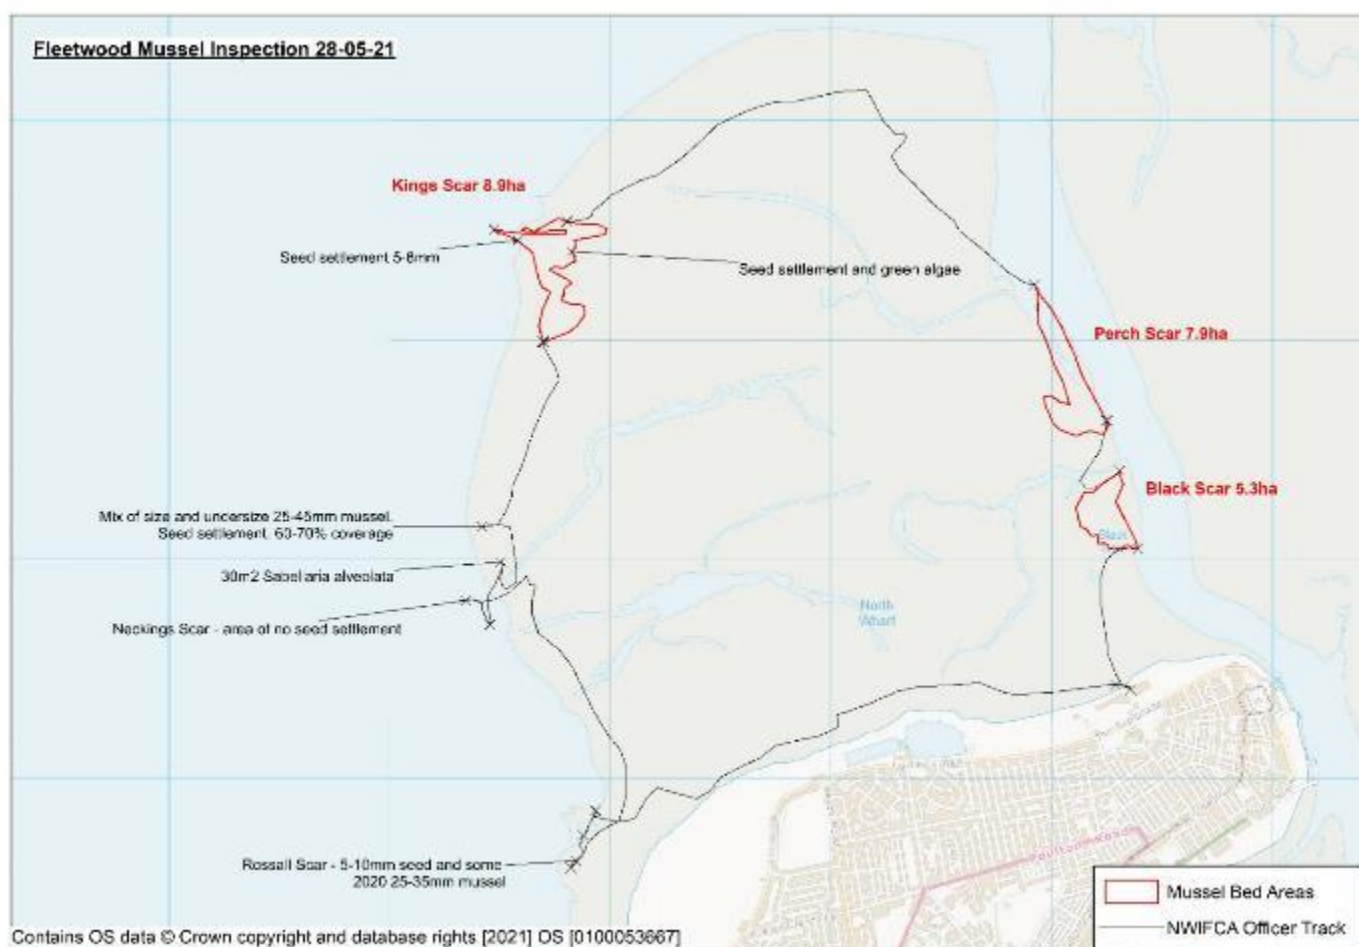 Fleetwood Mussel Inspection 28-05-21
Kings Scar 8.9ha
Seed settlement 5-8mm
Seed settlement and green algae
Perch Scar 7.9ha
Black Scar 5.3ha
Black
Mix of size and undersize 25-45mm mussel.
Seed settlement. 60-70% coverage
30m2 Sabellaria alveolata
Neckings Scar - area of no seed settlement
North
Wharf
Rossall Scar - 5-10mm seed and some
2020 25-35mm mussel
Mussel Bed Areas
NWIFCA Officer Track
Contains OS data © Crown copyright and database rights [2021] OS [0100053667]